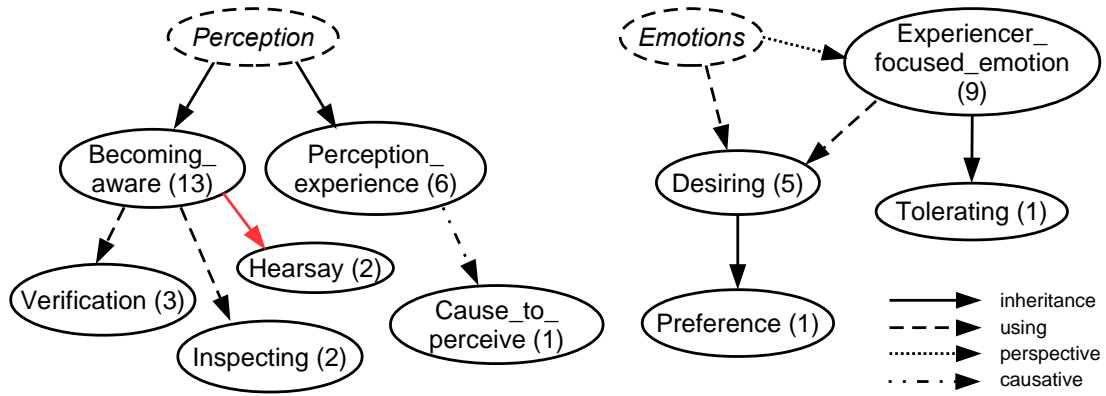 Perception
Becoming_
aware (13)
Perception_
experience (6)
Verification (3)
Hearsay (2)
Inspecting (2)
Cause_to_
perceive (1)
Emotions
Experiencer_
focused_emotion
(9)
Desiring (5)
Tolerating (1)
Preference (1)
inheritance
using
perspective
causative